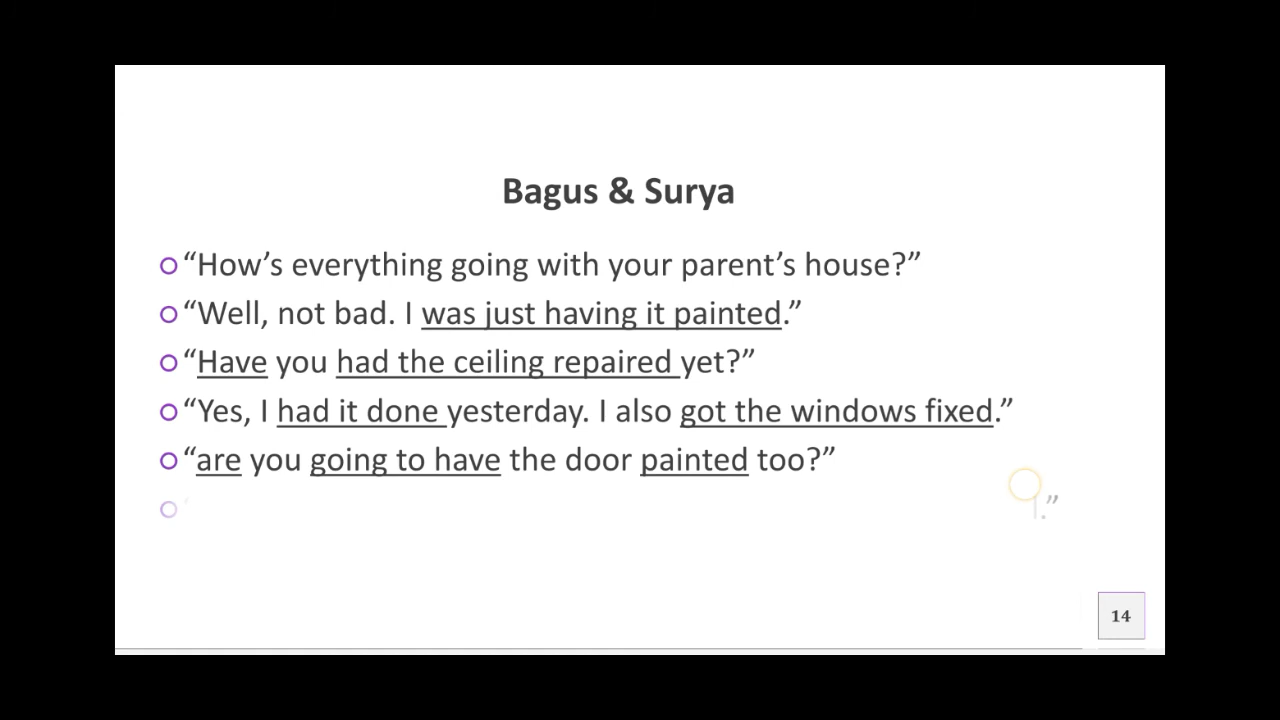 Bagus & Surya
“How’s everything going with your parent’s house?”
“Well, not bad. I was just having it painted.”
“Have you had the ceiling repaired yet?”
“Yes, I had it done yesterday. I also got the windows fixed.”
“are you going to have the door painted too?”
14